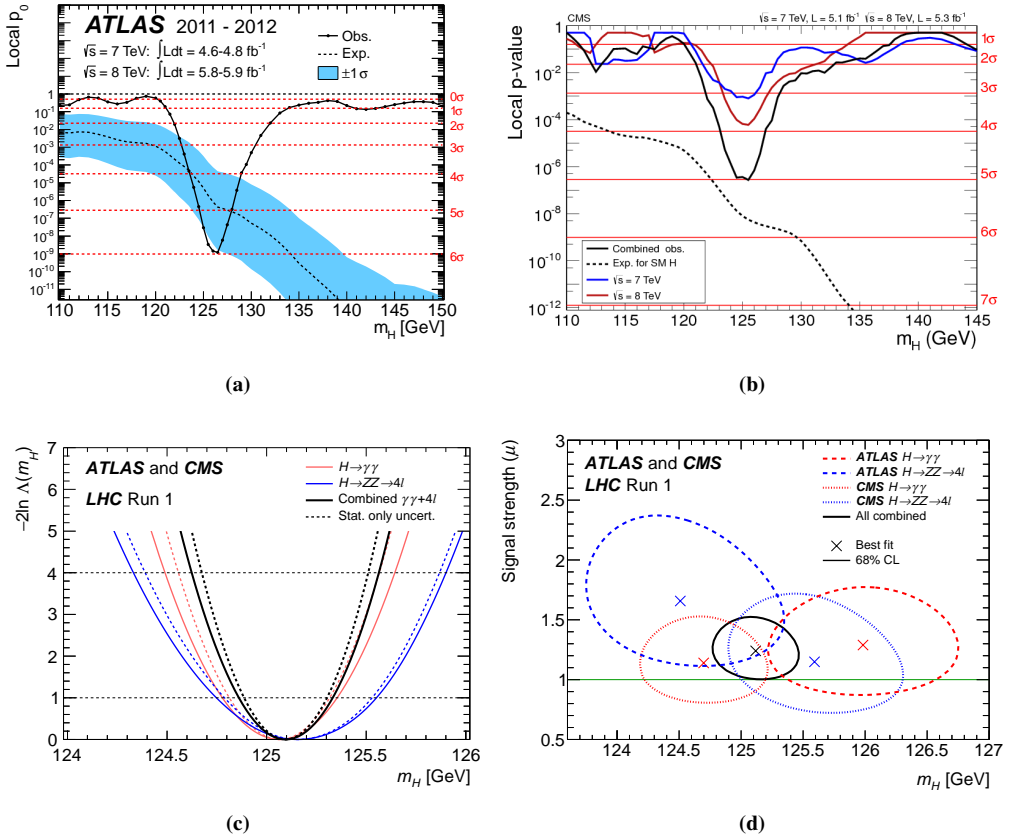 ATLAS 2011 - 2012
√s = 7 TeV: ∫Ldt = 4.6-4.8 fb⁻¹
√s = 8 TeV: ∫Ldt = 5.8-5.9 fb⁻¹
Obs.
Exp.
±1 σ
Local p₀
1
10⁻¹
10⁻²
10⁻³
10⁻⁴
10⁻⁵
10⁻⁶
10⁻⁷
10⁻⁸
10⁻⁹
10⁻¹⁰
10⁻¹¹
0σ
1σ
2σ
3σ
4σ
5σ
6σ
110 115 120 125 130 135 140 145 150
m_H [GeV]
(a)
CMS
√s = 7 TeV, L = 5.1 fb⁻¹ √s = 8 TeV, L = 5.3 fb⁻¹
Local p-value
1
10⁻²
10⁻⁴
10⁻⁶
10⁻⁸
10⁻¹⁰
10⁻¹²
1σ
2σ
3σ
4σ
5σ
6σ
7σ
Combined obs.
Exp. for SM H
√s = 7 TeV
√s = 8 TeV
110 115 120 125 130 135 140 145
m_H (GeV)
(b)
ATLAS and CMS
LHC Run 1
H→γγ
H→ZZ→4l
Combined γγ+4l
Stat. only uncert.
−2ln Λ(m_H)
7
6
5
4
3
2
1
0
124 124.5 125 125.5 126
m_H [GeV]
(c)
ATLAS and CMS
LHC Run 1
ATLAS H→γγ
ATLAS H→ZZ→4l
CMS H→γγ
CMS H→ZZ→4l
All combined
Best fit
68% CL
Signal strength (μ)
3
2.5
2
1.5
1
0.5
124 124.5 125 125.5 126 126.5 127
m_H [GeV]
(d)